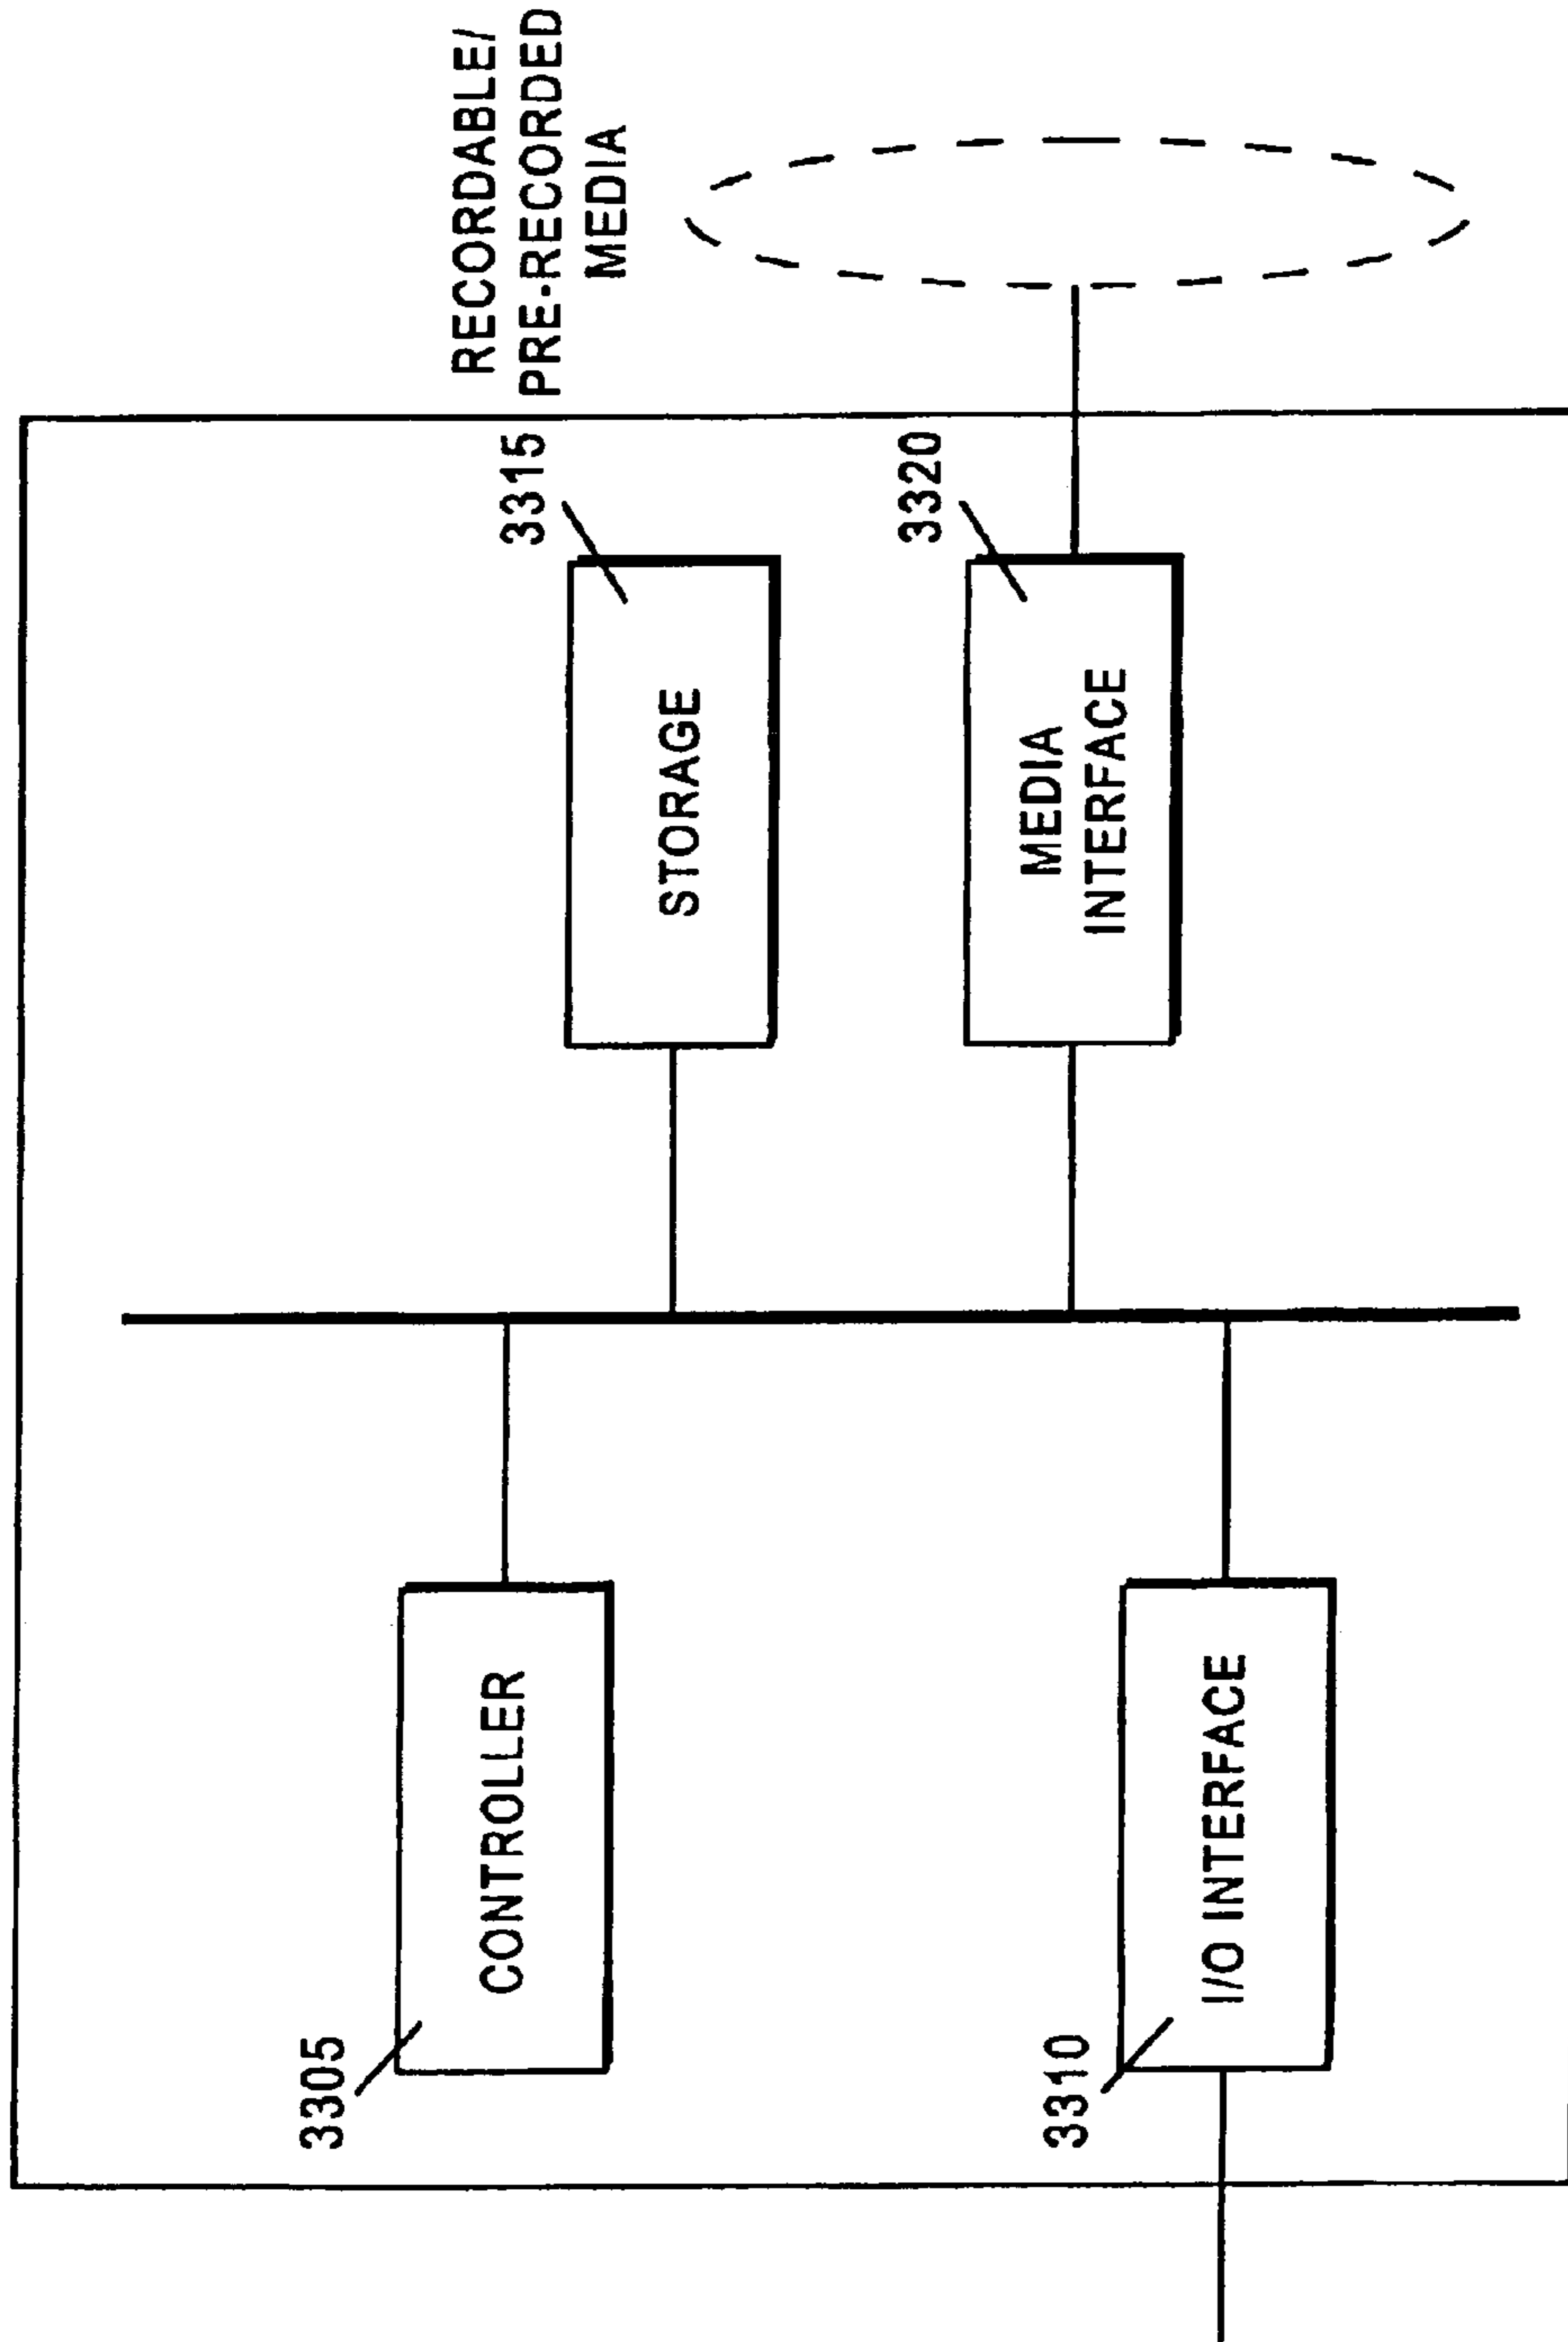 3305
CONTROLLER
3310
I/O INTERFACE
3315
STORAGE
3320
MEDIA
INTERFACE
RECORDABLE/
PRE-RECORDED
MEDIA